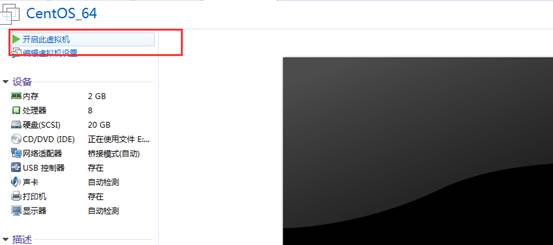 CentOS_64
开启此虚拟机
编辑虚拟机设置
设备
内存 2 GB
处理器 8
硬盘(SCSI) 20 GB
CD/DVD (IDE) 正在使用文件 E:...
网络适配器 桥接模式(自动)
USB 控制器 存在
声卡 自动检测
打印机 存在
显示器 自动检测
描述